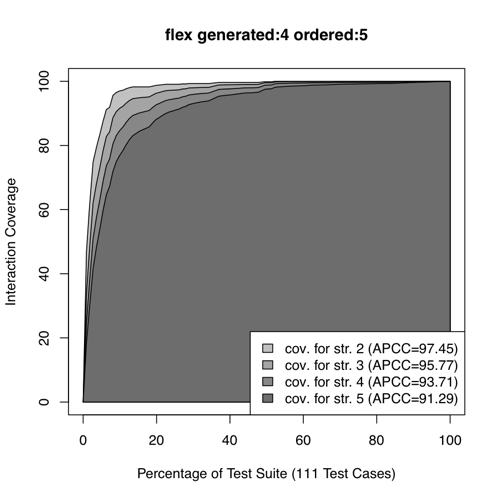 flex generated:4 ordered:5
Interaction Coverage
100
80
60
40
20
0
cov. for str. 2 (APCC=97.45)
cov. for str. 3 (APCC=95.77)
cov. for str. 4 (APCC=93.71)
cov. for str. 5 (APCC=91.29)
0 20 40 60 80 100
Percentage of Test Suite (111 Test Cases)